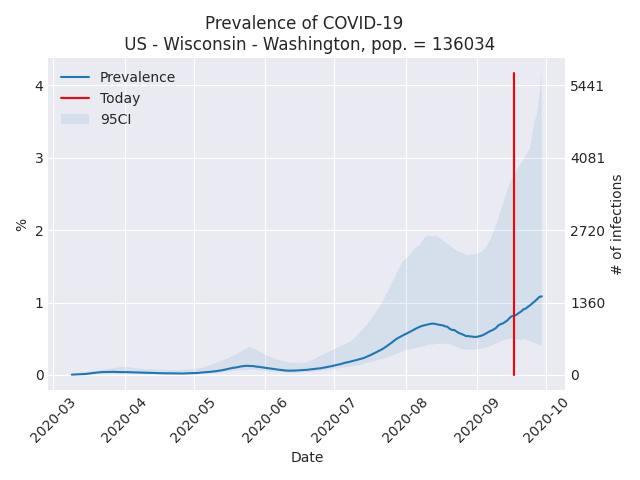 Prevalence of COVID-19
US - Wisconsin - Washington, pop. = 136034
Prevalence
Today
95CI
4
3
2
1
0
%
5441
4081
2720
1360
0
# of infections
2020-03
2020-04
2020-05
2020-06
2020-07
2020-08
2020-09
2020-10
Date